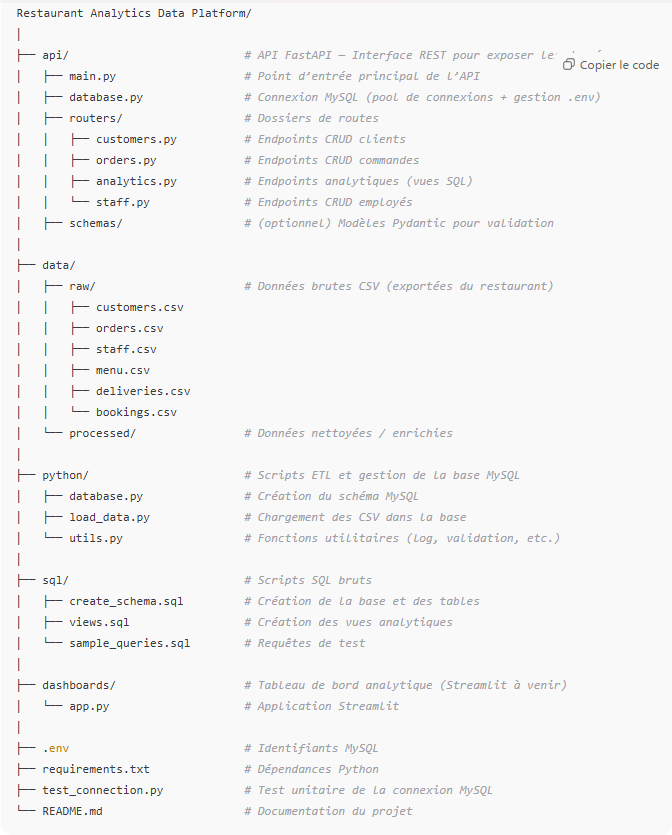 Restaurant Analytics Data Platform/
│
├── api/                      # API FastAPI — Interface REST pour exposer
Copier le code
│   ├── main.py               # Point d’entrée principal de l’API
│   ├── database.py           # Connexion MySQL (pool de connexions + gestion .env)
│   ├── routers/              # Dossiers de routes
│   │   ├── customers.py      # Endpoints CRUD clients
│   │   ├── orders.py         # Endpoints CRUD commandes
│   │   ├── analytics.py      # Endpoints analytiques (vues SQL)
│   │   └── staff.py          # Endpoints CRUD employés
│   ├── schemas/              # (optionnel) Modèles Pydantic pour validation
│
├── data/
│   ├── raw/                  # Données brutes CSV (exportées du restaurant)
│   │   ├── customers.csv
│   │   ├── orders.csv
│   │   ├── staff.csv
│   │   ├── menu.csv
│   │   ├── deliveries.csv
│   │   └── bookings.csv
│   └── processed/            # Données nettoyées / enrichies
│
├── python/                   # Scripts ETL et gestion de la base MySQL
│   ├── database.py           # Création du schéma MySQL
│   ├── load_data.py          # Chargement des CSV dans la base
│   └── utils.py              # Fonctions utilitaires (log, validation, etc.)
│
├── sql/                      # Scripts SQL bruts
│   ├── create_schema.sql     # Création de la base et des tables
│   ├── views.sql             # Création des vues analytiques
│   └── sample_queries.sql    # Requêtes de test
│
├── dashboards/               # Tableau de bord analytique (Streamlit à venir)
│   └── app.py                # Application Streamlit
│
├── .env                      # Identifiants MySQL
├── requirements.txt          # Dépendances Python
├── test_connection.py        # Test unitaire de la connexion MySQL
└── README.md                 # Documentation du projet